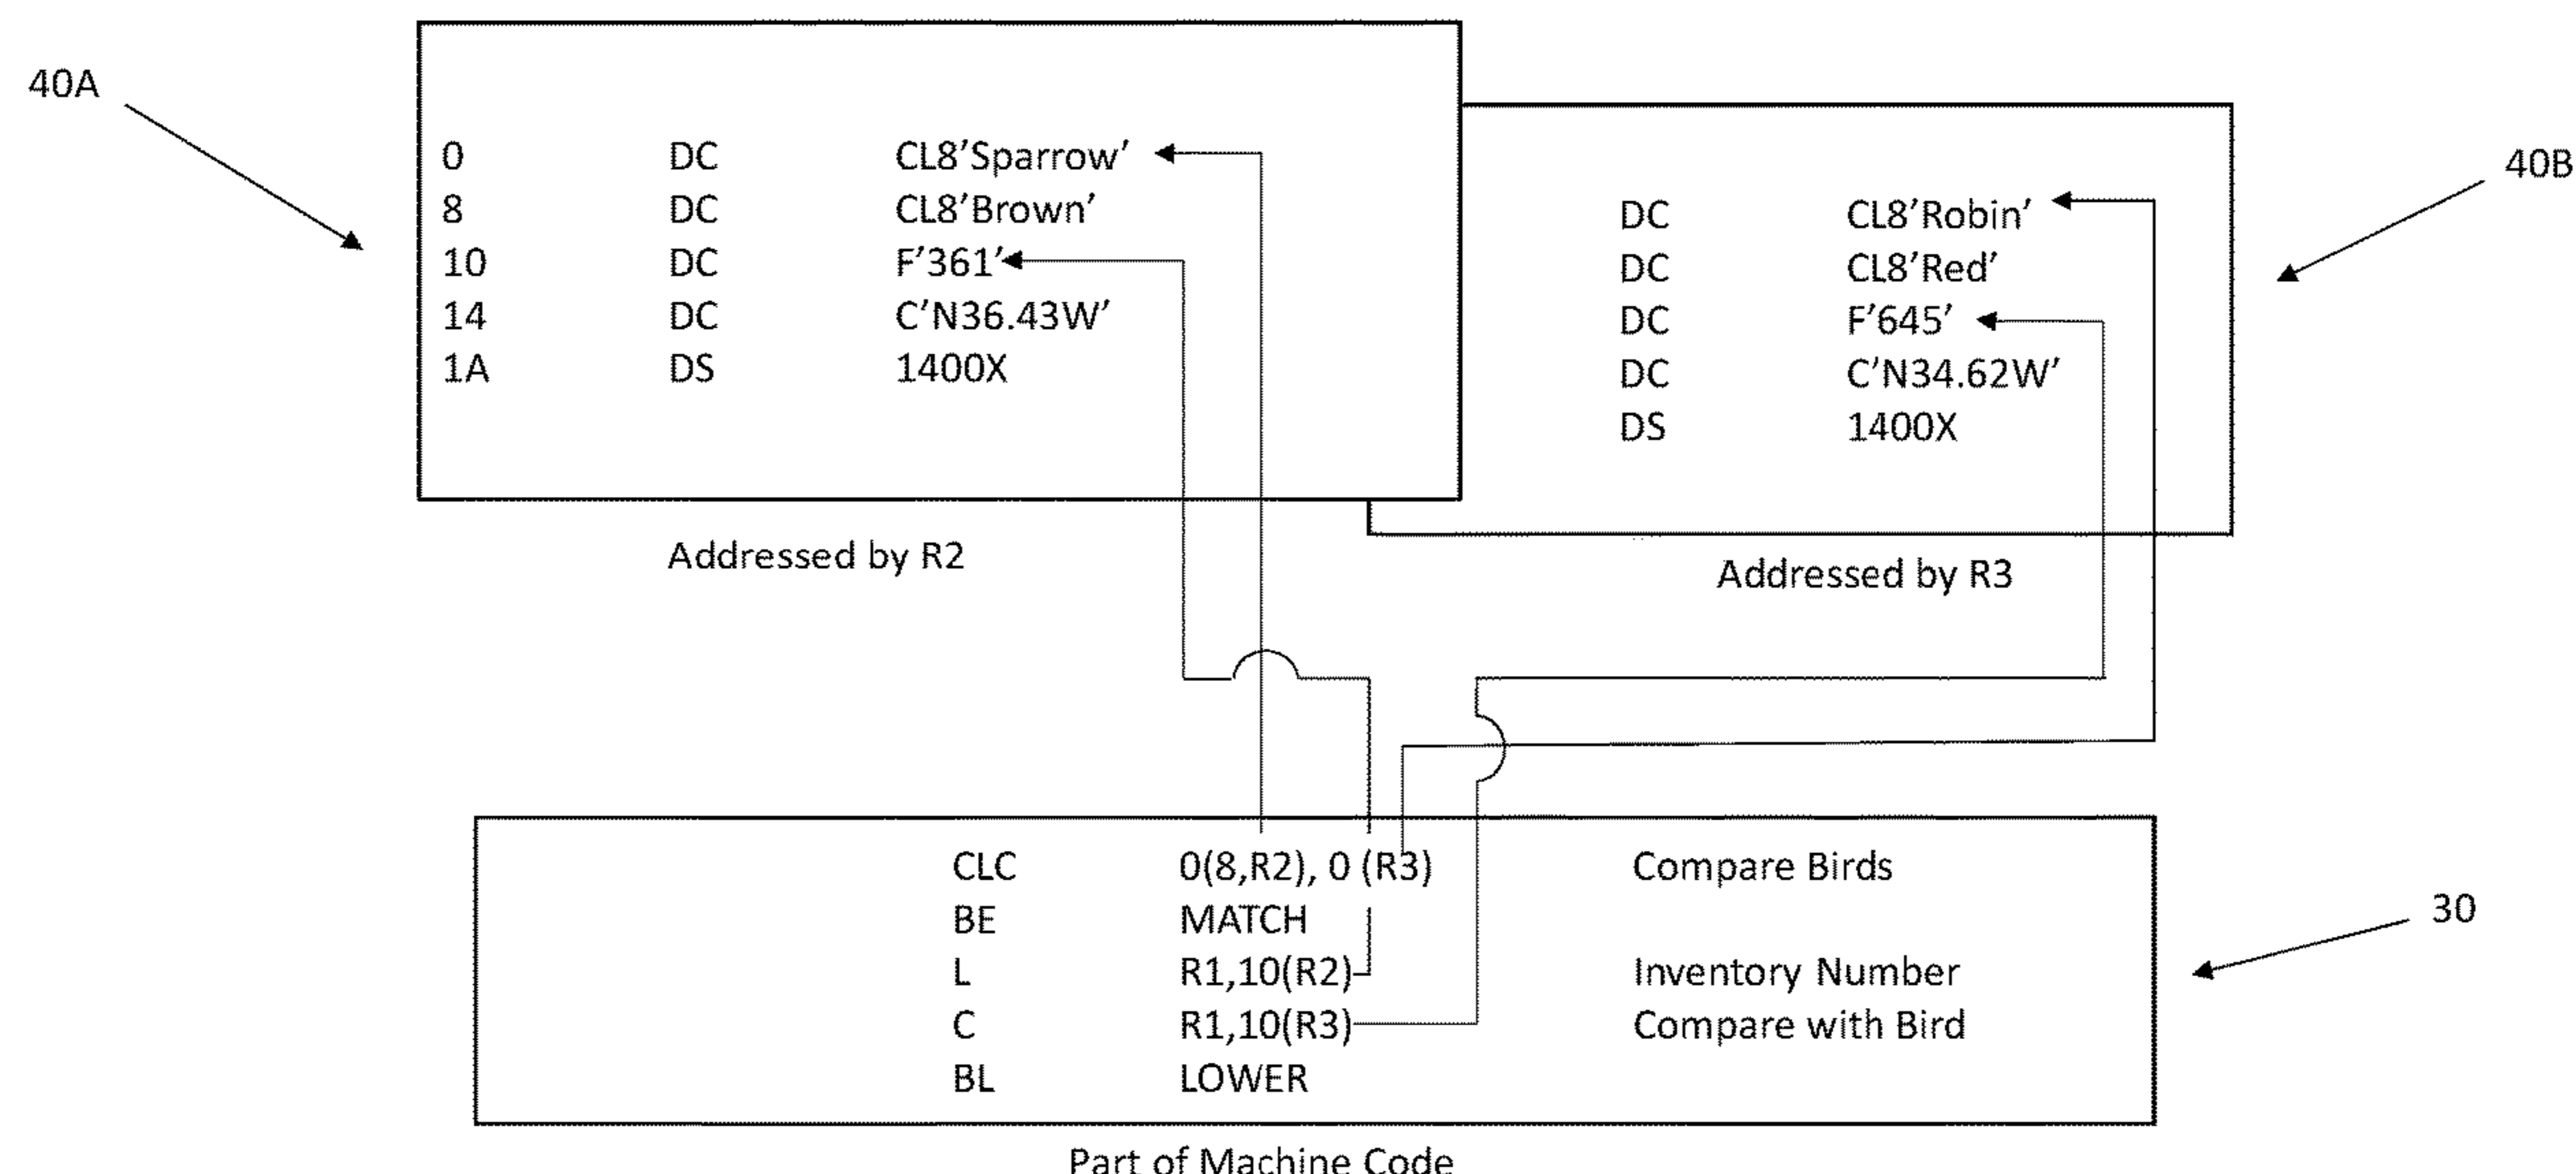 40A
0 DC CL8'Sparrow'
8 DC CL8'Brown'
10 DC F'361'
14 DC C'N36.43W'
1A DS 1400X
Addressed by R2
40B
DC CL8'Robin'
DC CL8'Red'
DC F'645'
DC C'N34.62W'
DS 1400X
Addressed by R3
CLC 0(8,R2), 0 (R3) Compare Birds
BE MATCH
L R1,10(R2) Inventory Number
C R1,10(R3) Compare with Bird
BL LOWER
30
Part of Machine Code